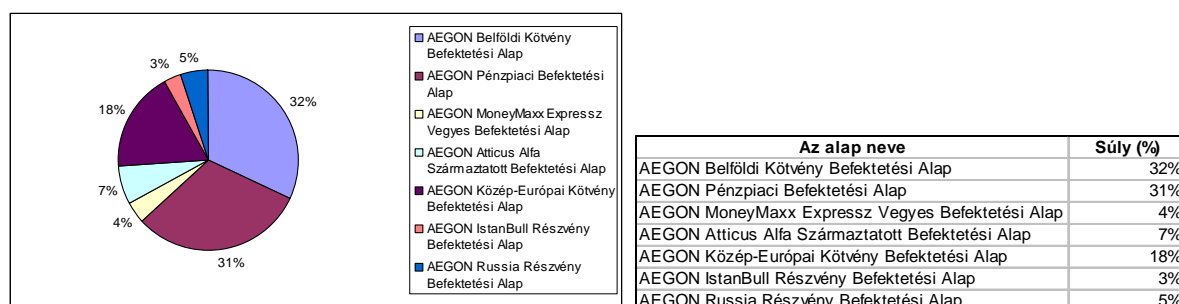 3%
5%
18%
32%
7%
4%
31%
AEGON Belföldi Kötvény
Befektetési Alap
AEGON Pénzpiaci Befektetési
Alap
AEGON MoneyMaxx Expressz
Vegyes Befektetési Alap
AEGON Atticus Alfa
Származtatott Befektetési Alap
AEGON Közép-Európai Kötvény
Befektetési Alap
AEGON IstanBull Részvény
Befektetési Alap
AEGON Russia Részvény
Befektetési Alap
Az alap neve Súly (%)
AEGON Belföldi Kötvény Befektetési Alap 32%
AEGON Pénzpiaci Befektetési Alap 31%
AEGON MoneyMaxx Expressz Vegyes Befektetési Alap 4%
AEGON Atticus Alfa Származtatott Befektetési Alap 7%
AEGON Közép-Európai Kötvény Befektetési Alap 18%
AEGON IstanBull Részvény Befektetési Alap 3%
AEGON Russia Részvény Befektetési Alap 5%